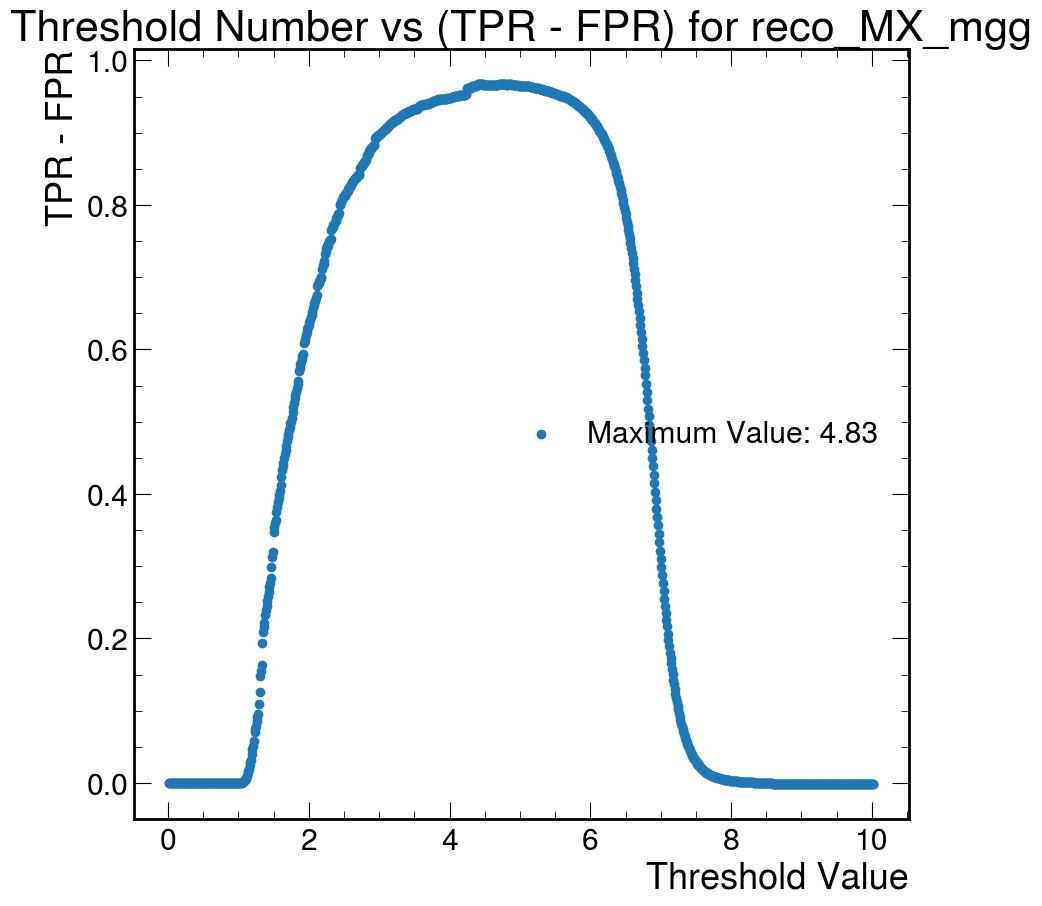 Threshold Number vs (TPR - FPR) for reco_MX_mgg
TPR - FPR
1.0
0.8
0.6
0.4
0.2
0.0
Maximum Value: 4.83
0 2 4 6 8 10
Threshold Value